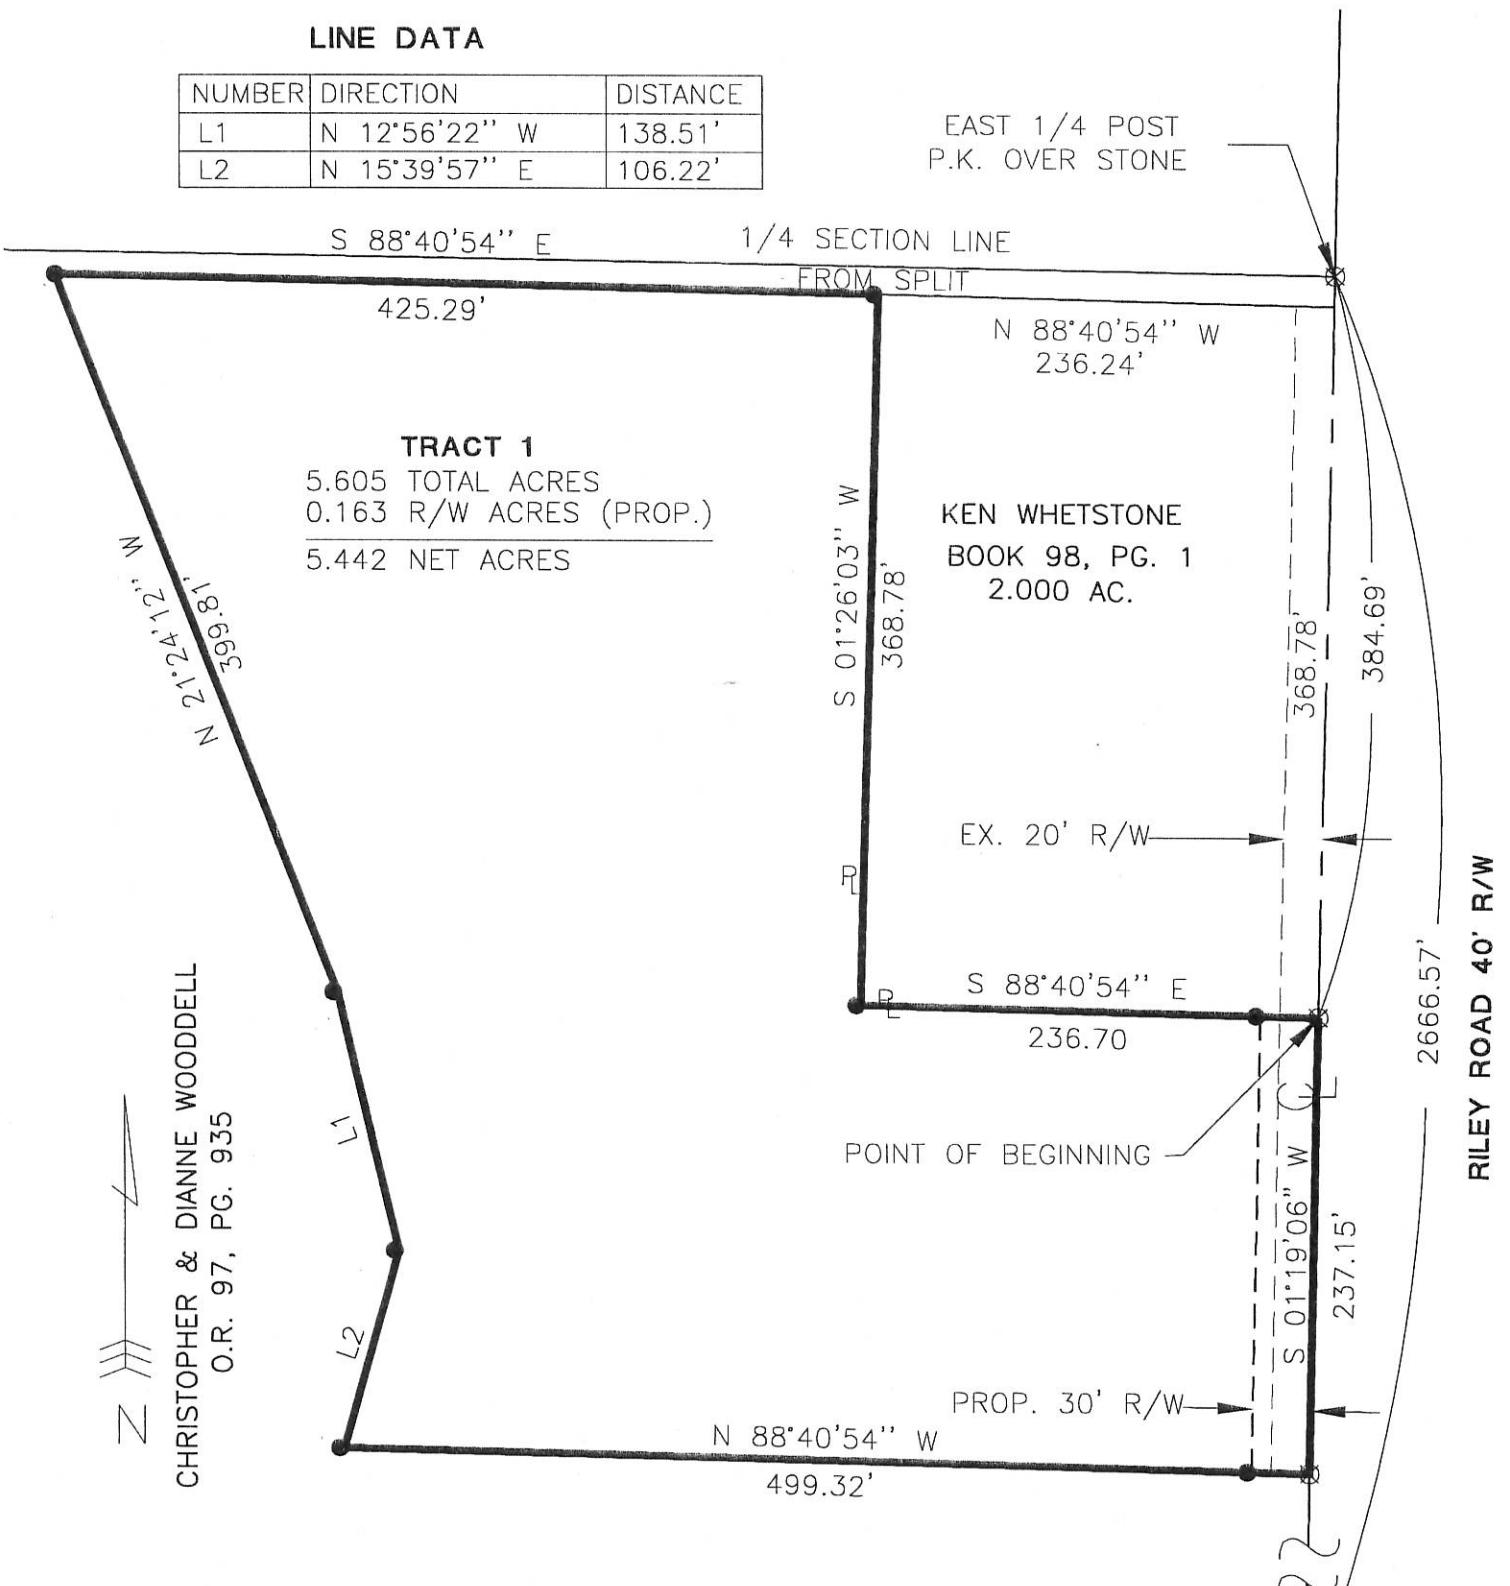 LINE DATA
NUMBER DIRECTION DISTANCE
L1 N 12°56'22'' W 138.51'
L2 N 15°39'57'' E 106.22'
EAST 1/4 POST
P.K. OVER STONE
S 88°40'54'' E
1/4 SECTION LINE
FROM SPLIT
425.29'
N 88°40'54'' W
236.24'
TRACT 1
5.605 TOTAL ACRES
0.163 R/W ACRES (PROP.)
5.442 NET ACRES
KEN WHETSTONE
BOOK 98, PG. 1
2.000 AC.
N 21°24'12'' W
399.81'
S 01°26'03'' W
368.78'
368.78'
384.69'
EX. 20' R/W
PL
PL
S 88°40'54'' E
236.70
2666.57'
RILEY ROAD 40' R/W
CL
POINT OF BEGINNING
S 01°19'06'' W
237.15'
L1
L2
CHRISTOPHER & DIANNE WOODDELL
O.R. 97, PG. 935
N
PROP. 30' R/W
N 88°40'54'' W
499.32'